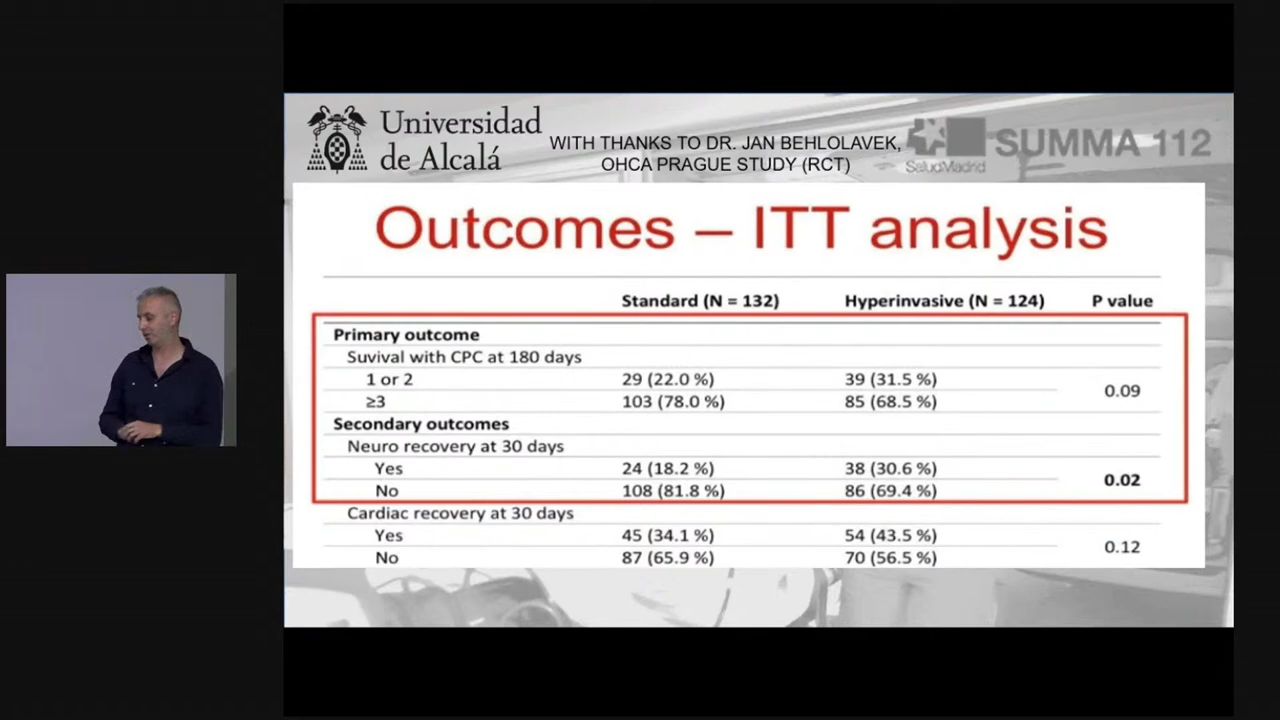 Universidad
de Alcalá
WITH THANKS TO DR. JAN BEHLOLAVEK,
OHCA PRAGUE STUDY (RCT)
SaludMadrid
SUMMA 112
Outcomes – ITT analysis
Standard (N = 132) Hyperinvasive (N = 124) P value
Primary outcome
Suvival with CPC at 180 days
1 or 2 29 (22.0 %) 39 (31.5 %)
0.09
≥3 103 (78.0 %) 85 (68.5 %)
Secondary outcomes
Neuro recovery at 30 days
Yes 24 (18.2 %) 38 (30.6 %)
0.02
No 108 (81.8 %) 86 (69.4 %)
Cardiac recovery at 30 days
Yes 45 (34.1 %) 54 (43.5 %)
0.12
No 87 (65.9 %) 70 (56.5 %)